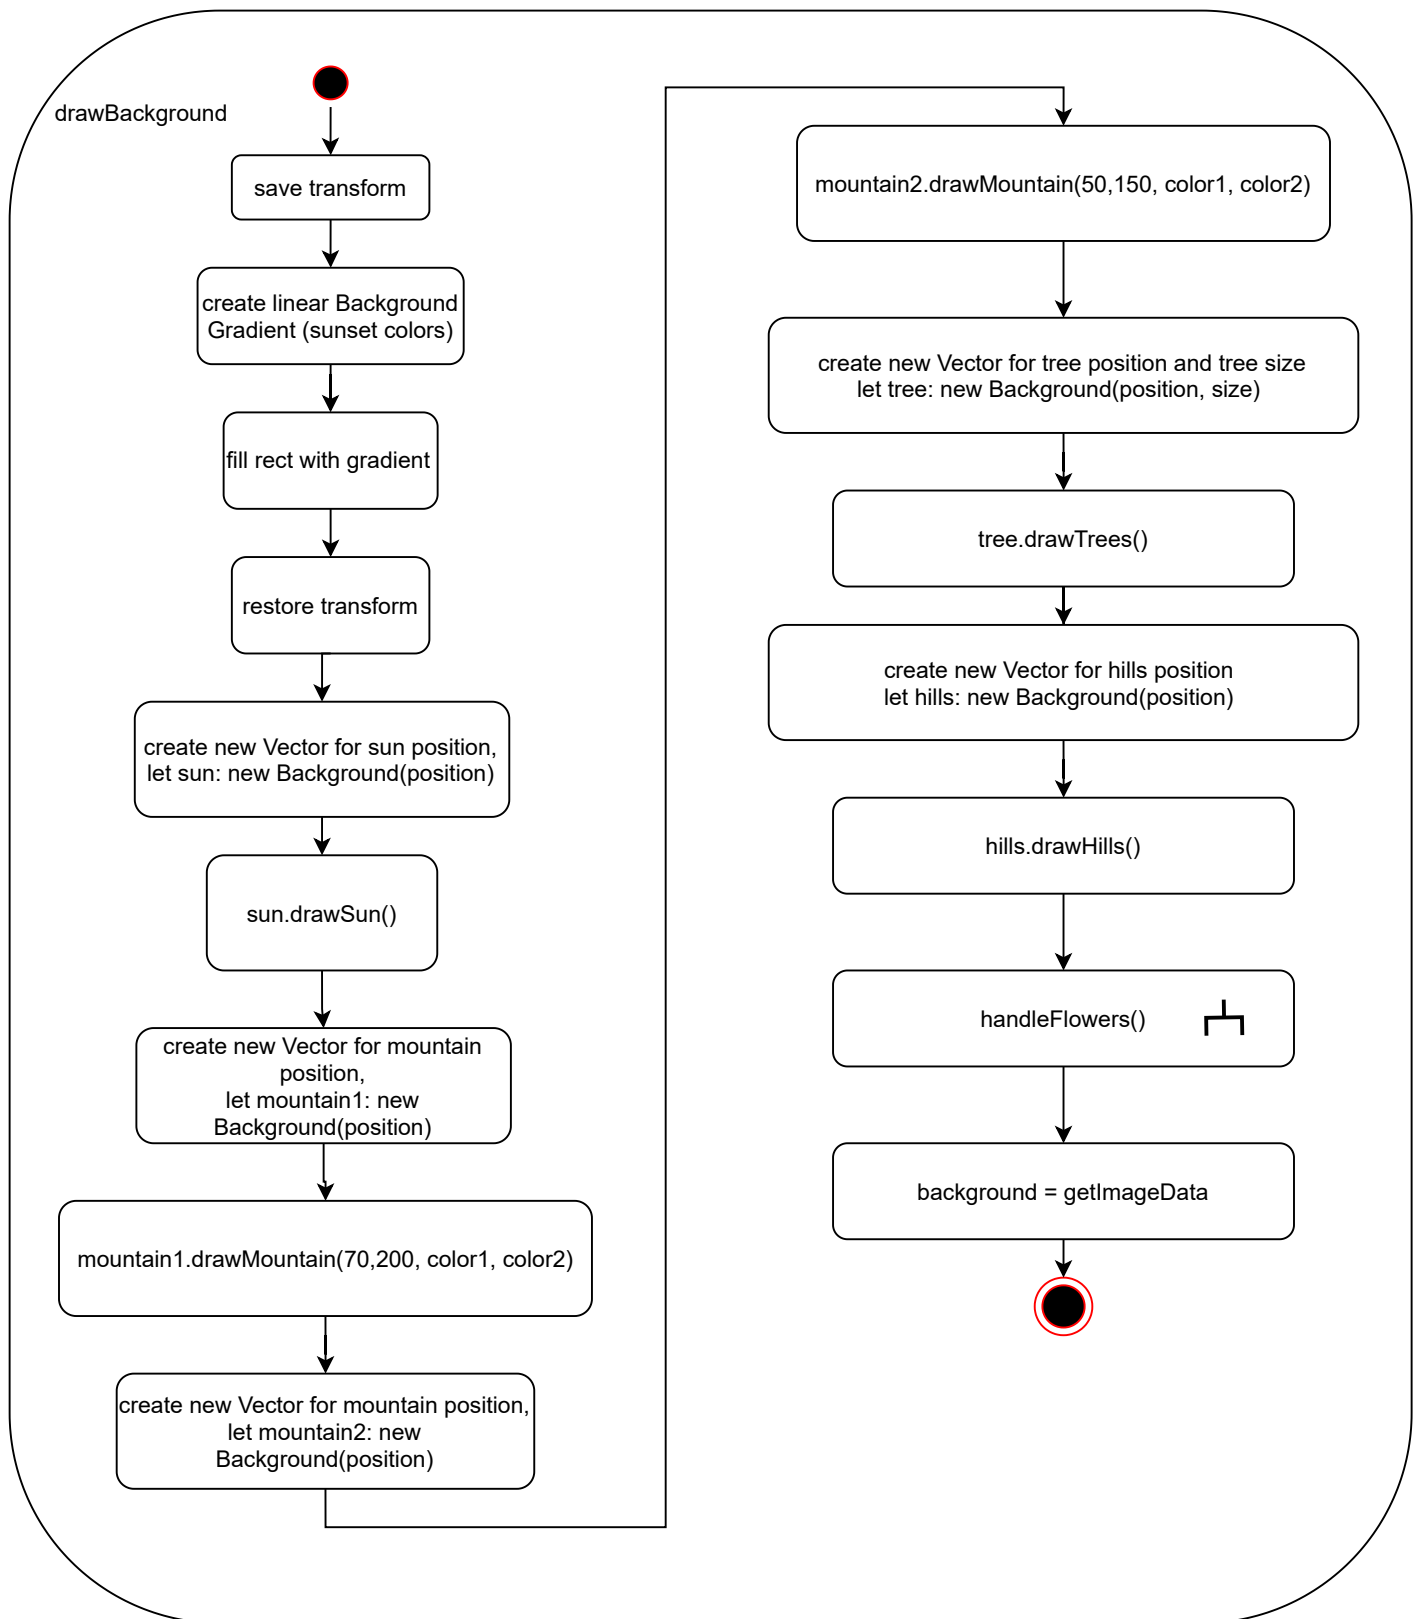 drawBackground
save transform
create linear Background
Gradient (sunset colors)
fill rect with gradient
restore transform
create new Vector for sun position,
let sun: new Background(position)
sun.drawSun()
create new Vector for mountain
position,
let mountain1: new
Background(position)
mountain1.drawMountain(70,200, color1, color2)
create new Vector for mountain position,
let mountain2: new
Background(position)
mountain2.drawMountain(50,150, color1, color2)
create new Vector for tree position and tree size
let tree: new Background(position, size)
tree.drawTrees()
create new Vector for hills position
let hills: new Background(position)
hills.drawHills()
handleFlowers()
background = getImageData